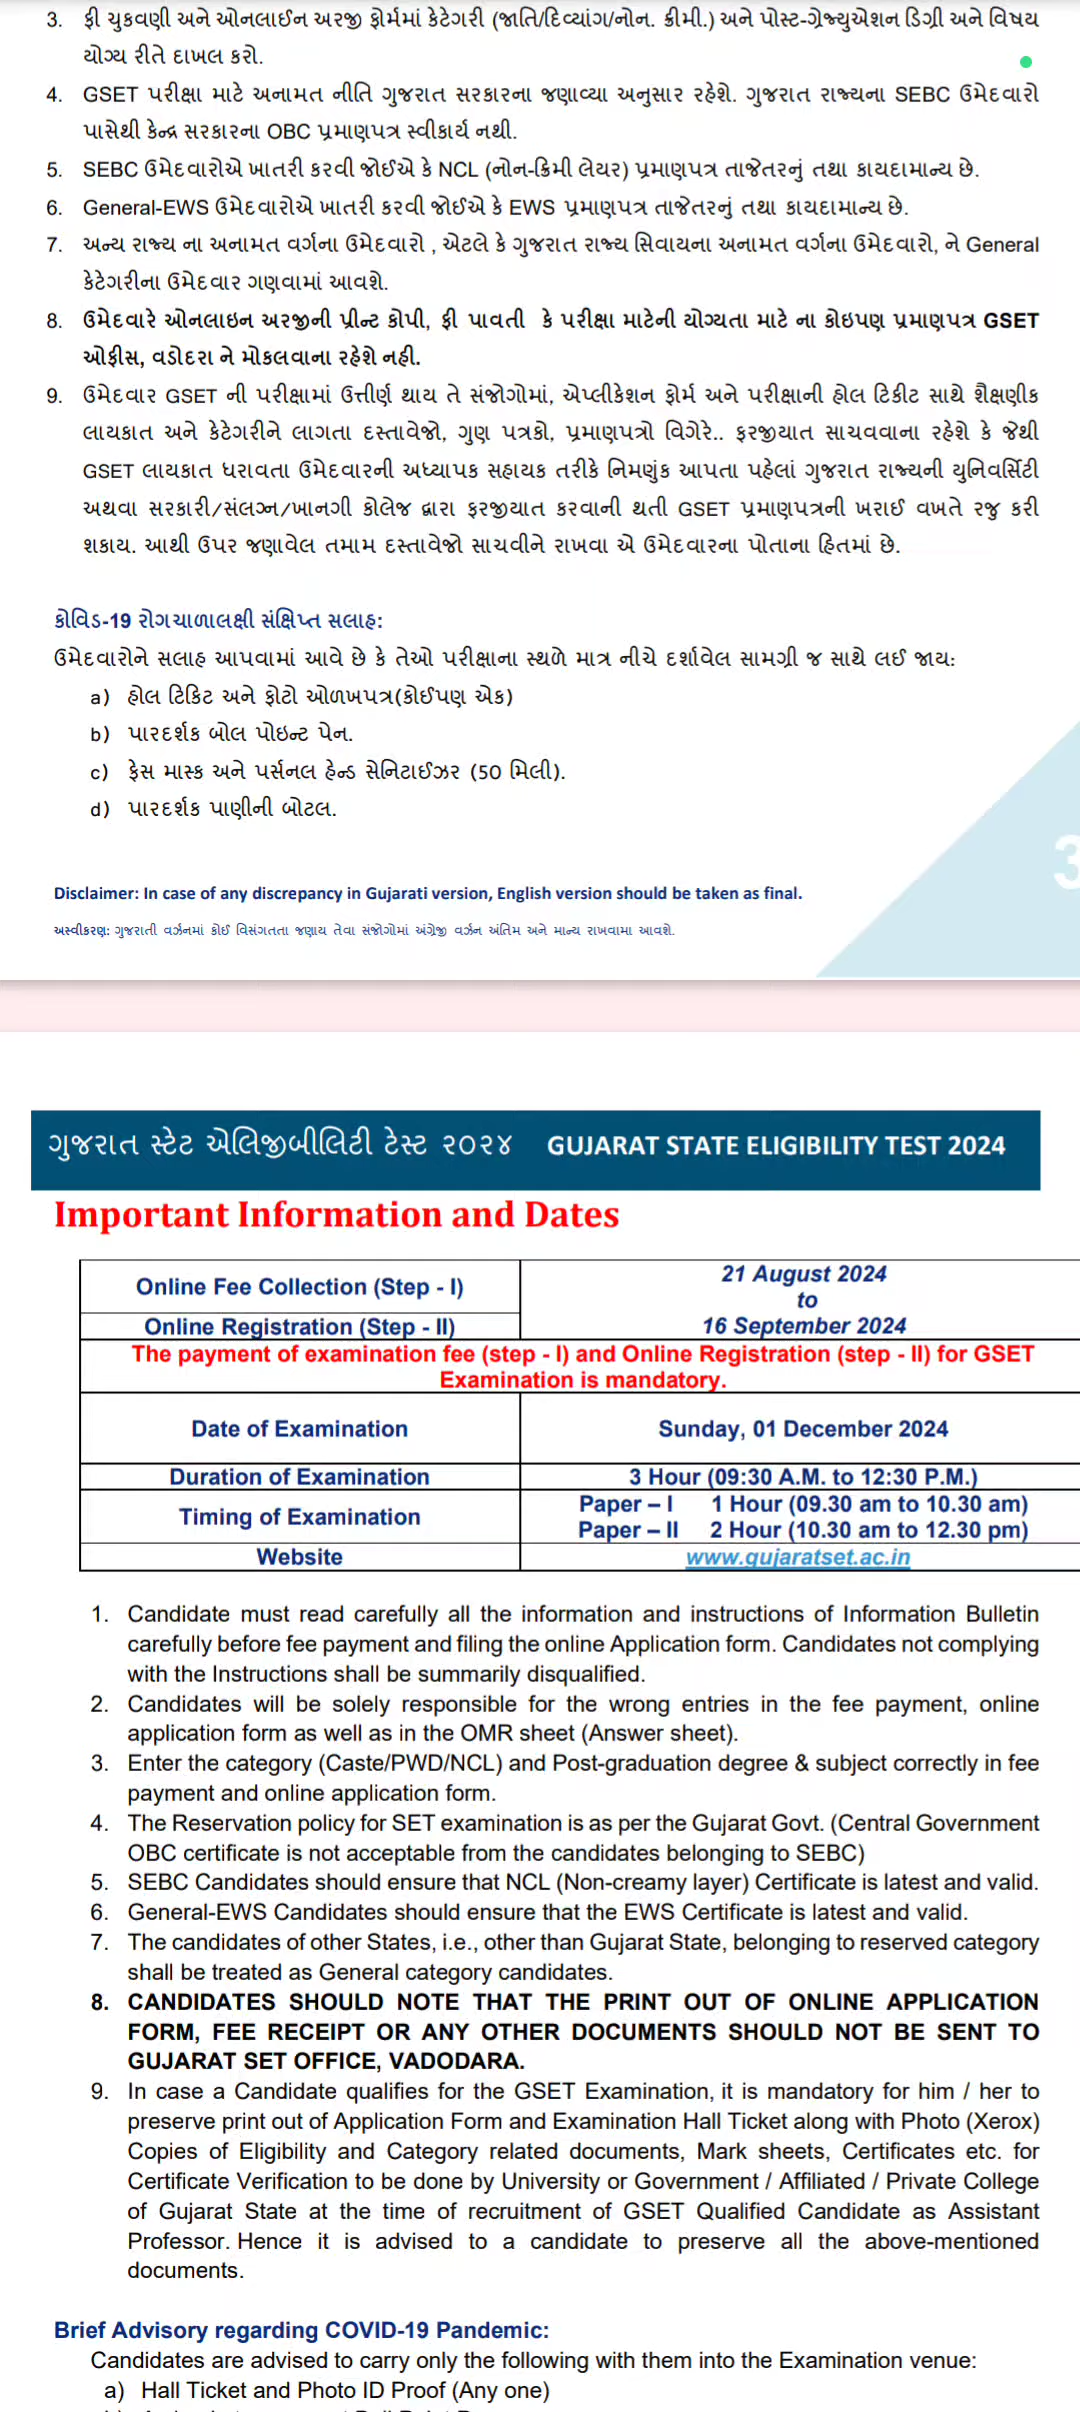 3. ફી ચુકવણી અને ઓનલાઈન અરજી ફોર્મમાં કેટેગરી (જાતિ/દિવ્યાંગ/નોન. ક્રીમી.) અને પોસ્ટ-ગ્રેજ્યુએશન ડિગ્રી અને વિષય
યોગ્ય રીતે દાખલ કરો.
4. GSET પરીક્ષા માટે અનામત નીતિ ગુજરાત સરકારના જણાવ્યા અનુસાર રહેશે. ગુજરાત રાજ્યના SEBC ઉમેદવારો
પાસેથી કેન્દ્ર સરકારના OBC પ્રમાણપત્ર સ્વીકાર્ય નથી.
5. SEBC ઉમેદવારોએ ખાતરી કરવી જોઈએ કે NCL (નોન-ક્રિમી લેયર) પ્રમાણપત્ર તાજેતરનું તથા કાયદામાન્ય છે.
6. General-EWS ઉમેદવારોએ ખાતરી કરવી જોઈએ કે EWS પ્રમાણપત્ર તાજેતરનું તથા કાયદામાન્ય છે.
7. અન્ય રાજ્ય ના અનામત વર્ગના ઉમેદવારો , એટલે કે ગુજરાત રાજ્ય સિવાયના અનામત વર્ગના ઉમેદવારો, ને General
કેટેગરીના ઉમેદવાર ગણવામાં આવશે.
8. ઉમેદવારે ઓનલાઇન અરજીની પ્રીન્ટ કોપી, ફી પાવતી કે પરીક્ષા માટેની યોગ્યતા માટે ના કોઇપણ પ્રમાણપત્ર GSET
ઓફીસ, વડોદરા ને મોકલવાના રહેશે નહી.
9. ઉમેદવાર GSET ની પરીક્ષામાં ઉત્તીર્ણ થાય તે સંજોગોમાં, એપ્લીકેશન ફોર્મ અને પરીક્ષાની હોલ ટિકીટ સાથે શૈક્ષણીક
લાયકાત અને કેટેગરીને લાગતા દસ્તાવેજો, ગુણ પત્રકો, પ્રમાણપત્રો વિગેરે.. ફરજીયાત સાચવવાના રહેશે કે જેથી
GSET લાયકાત ધરાવતા ઉમેદવારની અધ્યાપક સહાયક તરીકે નિમણુંક આપતા પહેલાં ગુજરાત રાજ્યની યુનિવર્સિટી
અથવા સરકારી/સંલગ્ન/ખાનગી કોલેજ દ્વારા ફરજીયાત કરવાની થતી GSET પ્રમાણપત્રની ખરાઈ વખતે રજુ કરી
શકાય. આથી ઉપર જણાવેલ તમામ દસ્તાવેજો સાચવીને રાખવા એ ઉમેદવારના પોતાના હિતમાં છે.
કોવિડ-19 રોગચાળાલક્ષી સંક્ષિપ્ત સલાહ:
ઉમેદવારોને સલાહ આપવામાં આવે છે કે તેઓ પરીક્ષાના સ્થળે માત્ર નીચે દર્શાવેલ સામગ્રી જ સાથે લઈ જાય:
a) હોલ ટિકિટ અને ફોટો ઓળખપત્ર(કોઈપણ એક)
b) પારદર્શક બોલ પોઇન્ટ પેન.
c) ફેસ માસ્ક અને પર્સનલ હેન્ડ સેનિટાઈઝર (50 મિલી).
d) પારદર્શક પાણીની બોટલ.
3
Disclaimer: In case of any discrepancy in Gujarati version, English version should be taken as final.
અસ્વીકરણ: ગુજરાતી વર્ઝનમાં કોઈ વિસંગતતા જણાય તેવા સંજોગોમાં અંગ્રેજી વર્ઝન અંતિમ અને માન્ય રાખવામા આવશે.
ગુજરાત સ્ટેટ એલિજીબીલિટી ટેસ્ટ ૨૦૨૪ GUJARAT STATE ELIGIBILITY TEST 2024
Important Information and Dates
Online Fee Collection (Step - I)
Online Registration (Step - II)
21 August 2024
to
16 September 2024
The payment of examination fee (step - I) and Online Registration (step - II) for GSET
Examination is mandatory.
Date of Examination Sunday, 01 December 2024
Duration of Examination 3 Hour (09:30 A.M. to 12:30 P.M.)
Timing of Examination
Paper – I 1 Hour (09.30 am to 10.30 am)
Paper – II 2 Hour (10.30 am to 12.30 pm)
Website www.gujaratset.ac.in
1. Candidate must read carefully all the information and instructions of Information Bulletin
carefully before fee payment and filing the online Application form. Candidates not complying
with the Instructions shall be summarily disqualified.
2. Candidates will be solely responsible for the wrong entries in the fee payment, online
application form as well as in the OMR sheet (Answer sheet).
3. Enter the category (Caste/PWD/NCL) and Post-graduation degree & subject correctly in fee
payment and online application form.
4. The Reservation policy for SET examination is as per the Gujarat Govt. (Central Government
OBC certificate is not acceptable from the candidates belonging to SEBC)
5. SEBC Candidates should ensure that NCL (Non-creamy layer) Certificate is latest and valid.
6. General-EWS Candidates should ensure that the EWS Certificate is latest and valid.
7. The candidates of other States, i.e., other than Gujarat State, belonging to reserved category
shall be treated as General category candidates.
8. CANDIDATES SHOULD NOTE THAT THE PRINT OUT OF ONLINE APPLICATION
FORM, FEE RECEIPT OR ANY OTHER DOCUMENTS SHOULD NOT BE SENT TO
GUJARAT SET OFFICE, VADODARA.
9. In case a Candidate qualifies for the GSET Examination, it is mandatory for him / her to
preserve print out of Application Form and Examination Hall Ticket along with Photo (Xerox)
Copies of Eligibility and Category related documents, Mark sheets, Certificates etc. for
Certificate Verification to be done by University or Government / Affiliated / Private College
of Gujarat State at the time of recruitment of GSET Qualified Candidate as Assistant
Professor. Hence it is advised to a candidate to preserve all the above-mentioned
documents.
Brief Advisory regarding COVID-19 Pandemic:
Candidates are advised to carry only the following with them into the Examination venue:
a) Hall Ticket and Photo ID Proof (Any one)